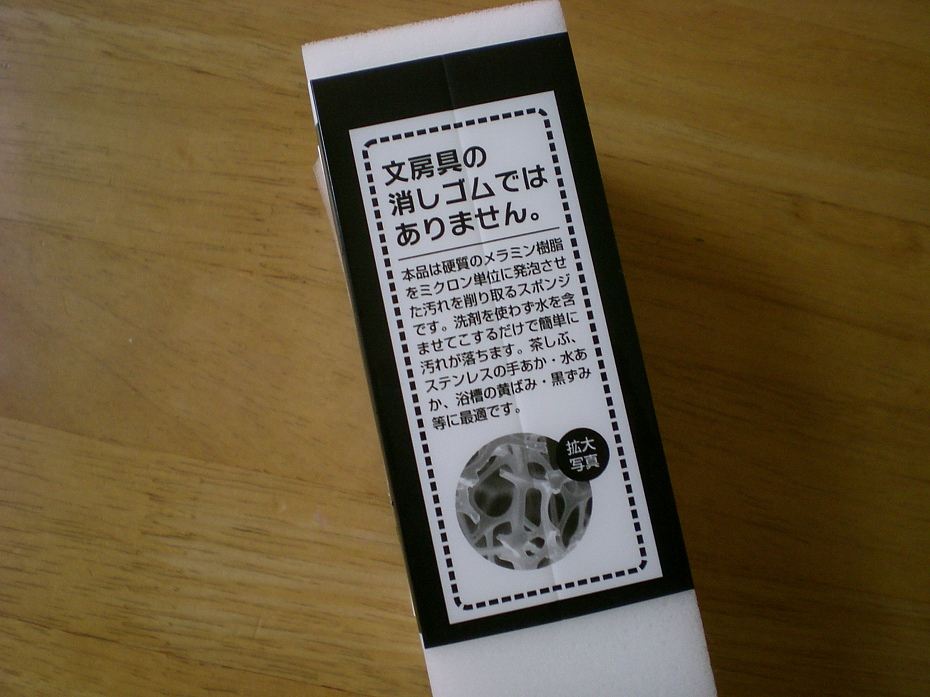 文房具の
消しゴムでは
ありません。
本品は硬質のメラミン樹脂
をミクロン単位に発泡させ
た汚れを削り取るスポンジ
です。洗剤を使わず水を含
ませてこするだけで簡単に
汚れが落ちます。茶しぶ、
ステンレスの手あか・水あ
か、浴槽の黄ばみ・黒ずみ
等に最適です。
拡大
写真